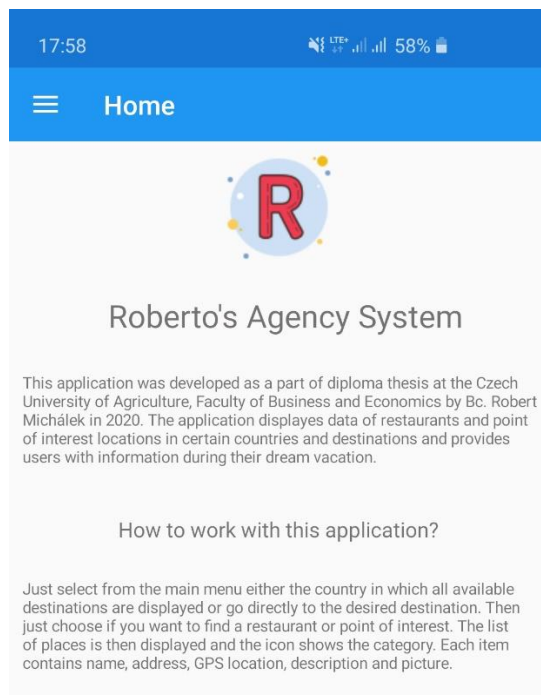 17:58
LTE+ 58%
Home
R
Roberto's Agency System
This application was developed as a part of diploma thesis at the Czech
University of Agriculture, Faculty of Business and Economics by Bc. Robert
Michálek in 2020. The application displayes data of restaurants and point
of interest locations in certain countries and destinations and provides
users with information during their dream vacation.
How to work with this application?
Just select from the main menu either the country in which all available
destinations are displayed or go directly to the desired destination. Then
just choose if you want to find a restaurant or point of interest. The list
of places is then displayed and the icon shows the category. Each item
contains name, address, GPS location, description and picture.